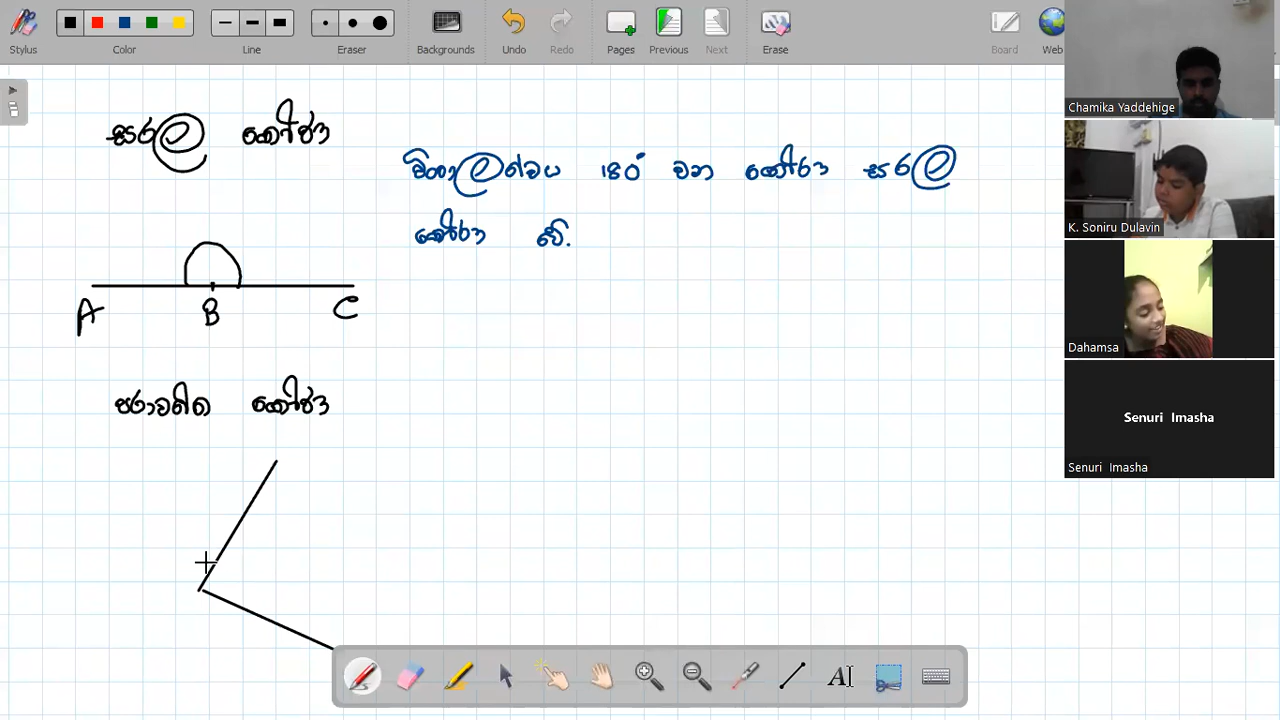 Stylus
Color
Line
Eraser
Backgrounds
Undo
Redo
Pages
Previous
Next
Erase
Board
Web
සරල කෝණ
විශාලත්වය 180° වන කෝණ සරල
කෝණ වේ.
A B C
පරාවර්ත කෝණ
AI
Chamika Yaddehige
K. Soniru Dulavin
Dahamsa
Senuri Imasha
Senuri Imasha